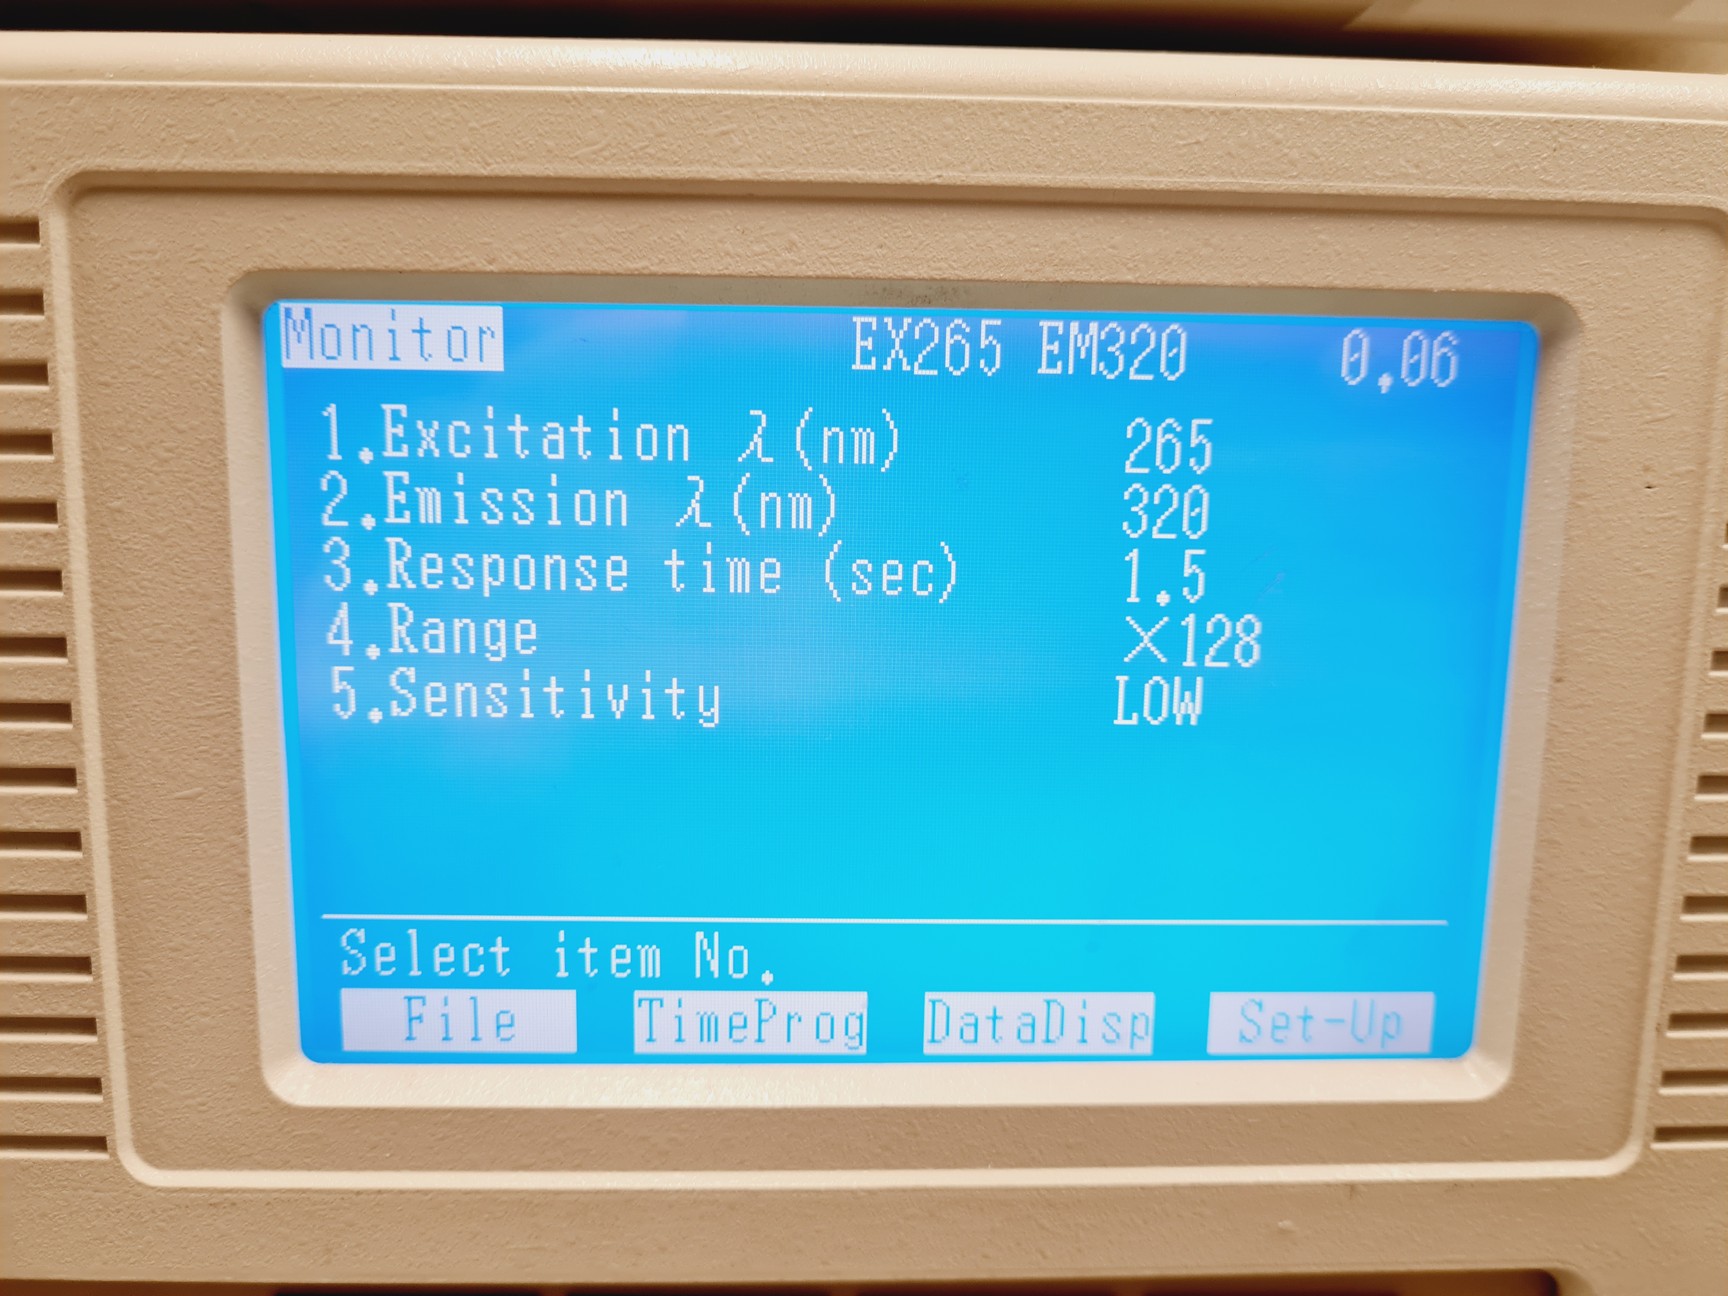 Monitor EX265 EM320 0.06
1.Excitation λ(nm) 265
2.Emission λ(nm) 320
3.Response time (sec) 1.5
4.Range ×128
5.Sensitivity LOW
Select item No.
File TimeProg DataDisp Set-Up